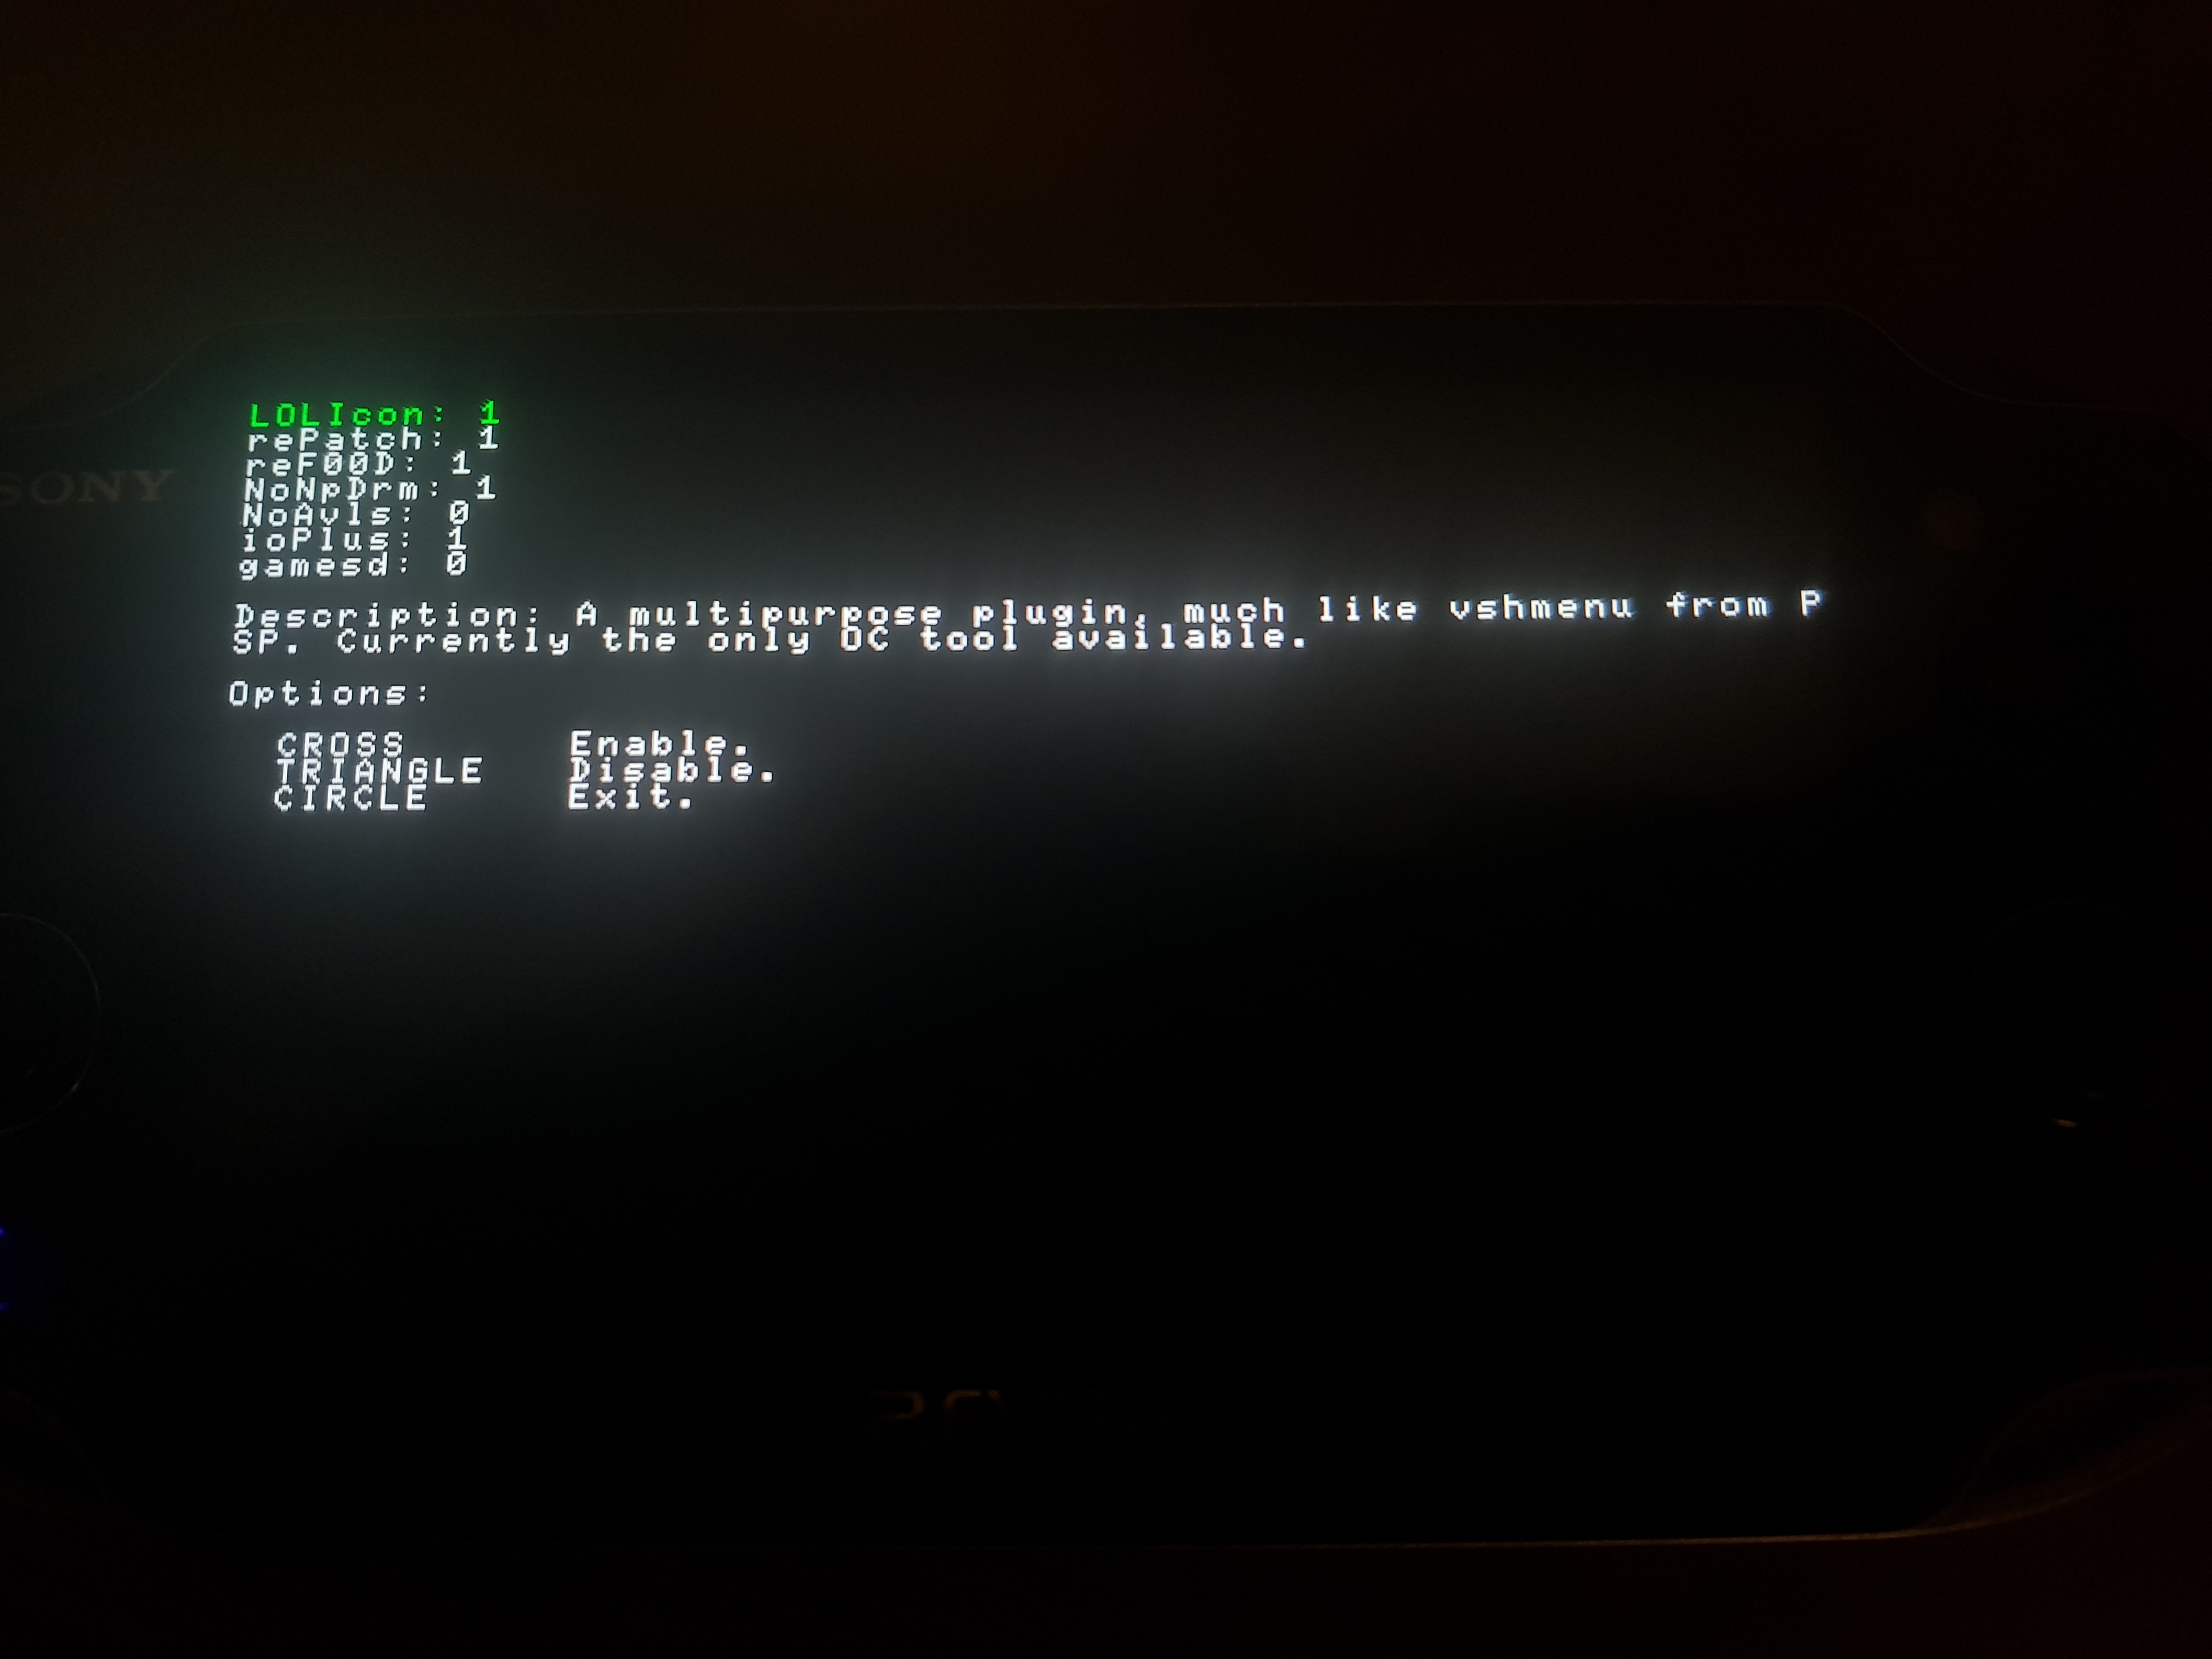 LOLIcon: 1
rePatch: 1
reF00D: 1
SONY
NoNpDrm: 1
NoAvls: 0
ioPlus: 1
gamesd: 0
Description: A multipurpose plugin, much like vshmenu from P
SP. Currently the only OC tool available.
Options:
CROSS Enable.
TRIANGLE Disable.
CIRCLE Exit.